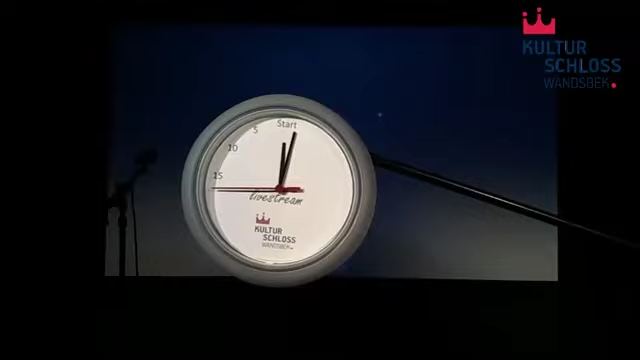 KULTUR
SCHLOSS
WANDSBEK.
Start
5
10
15
livestream
KULTUR
SCHLOSS
WANDSBEK.